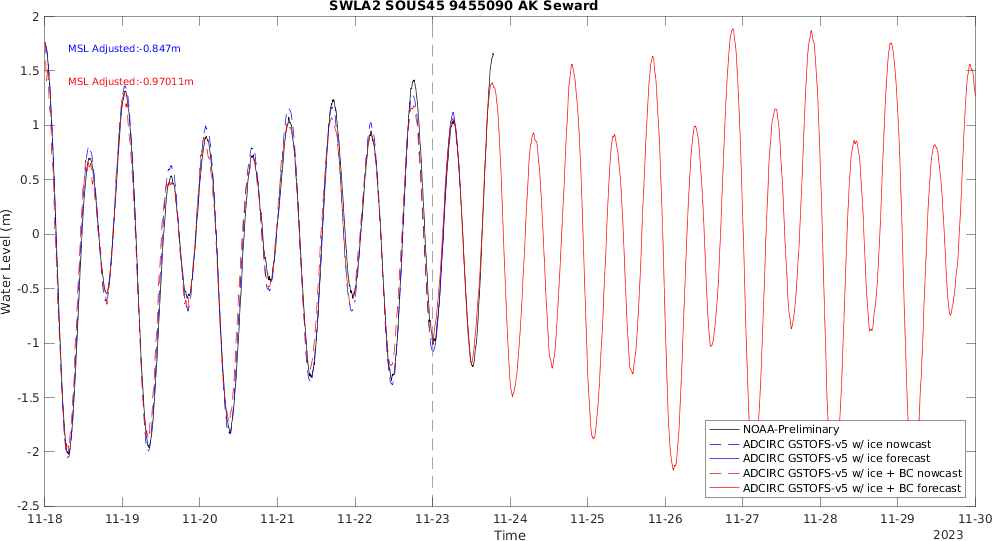 SWLA2 SOUS45 9455090 AK Seward
MSL Adjusted:-0.847m
MSL Adjusted:-0.97011m
2
1.5
1
0.5
0
-0.5
-1
-1.5
-2
-2.5
Water Level (m)
NOAA-Preliminary
ADCIRC GSTOFS-v5 w/ ice nowcast
ADCIRC GSTOFS-v5 w/ ice forecast
ADCIRC GSTOFS-v5 w/ ice + BC nowcast
ADCIRC GSTOFS-v5 w/ ice + BC forecast
11-18 11-19 11-20 11-21 11-22 11-23 11-24 11-25 11-26 11-27 11-28 11-29 11-30
Time
2023